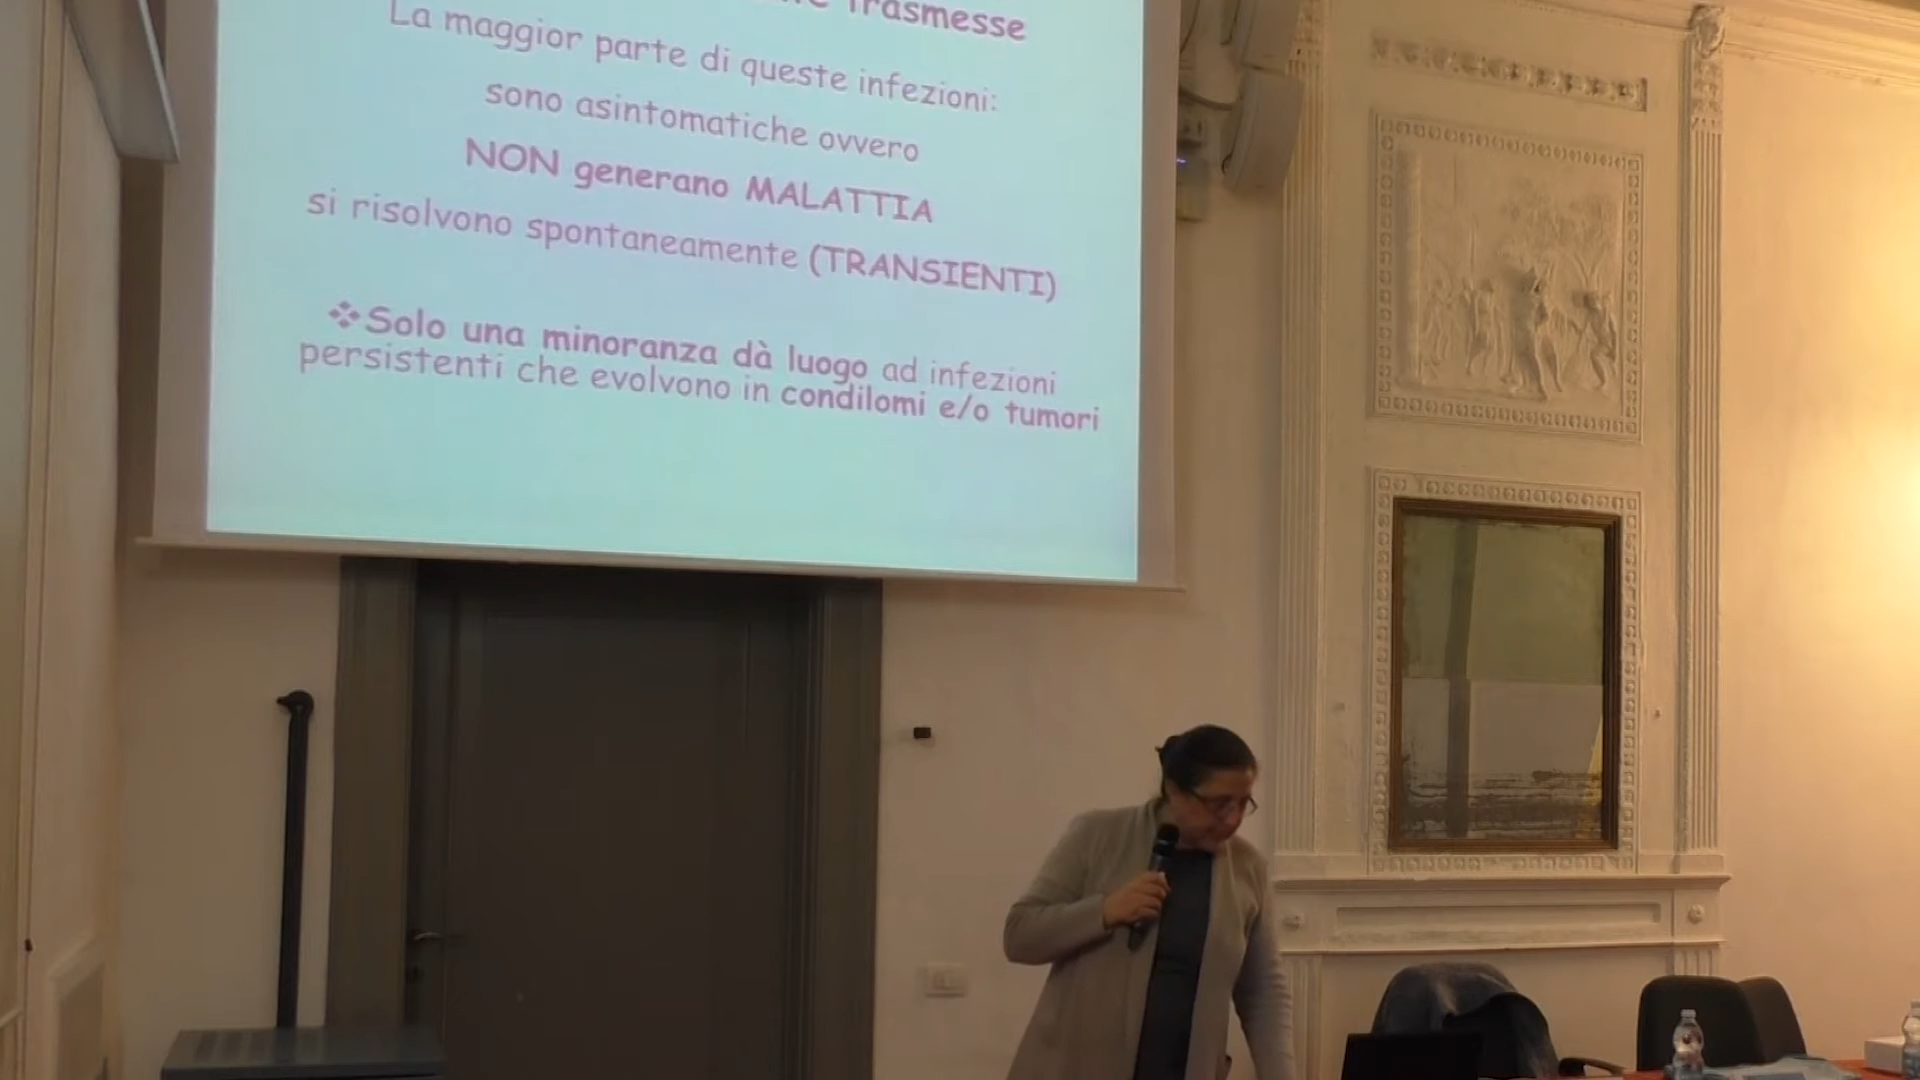 Trasmesse
La maggior parte di queste infezioni:
sono asintomatiche ovvero
NON generano MALATTIA
si risolvono spontaneamente (TRANSIENTI)
❖Solo una minoranza dà luogo ad infezioni
persistenti che evolvono in condilomi e/o tumori